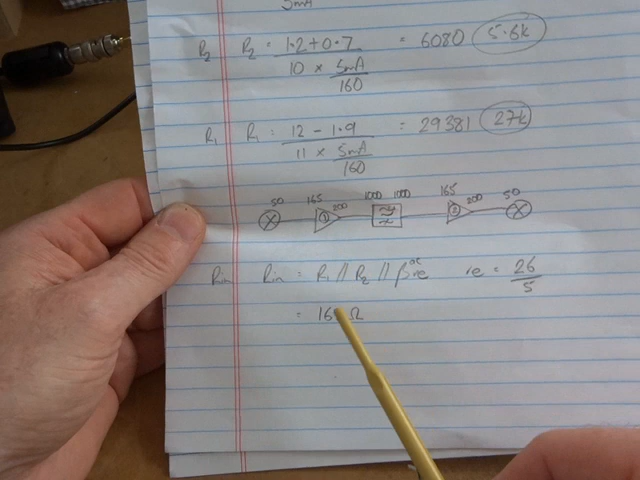 5mA
R2 R2 = 1.2 + 0.7 = 6080 5.6k
10 × 5mA
160
R1 R1 = 12 - 1.9 = 29381 27k
11 × 5mA
160
50 165 200 1000 1000 165 200 50
Rin Rin = R1 // R2 // βac re re = 26
5
= 16 Ω